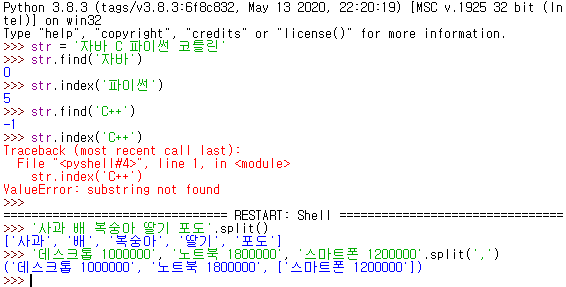 Python 3.8.3 (tags/v3.8.3:6f8c832, May 13 2020, 22:20:19) [MSC v.1925 32 bit (In
tel)] on win32
Type "help", "copyright", "credits" or "license()" for more information.
>>> str = '자바 C 파이썬 코틀린'
>>> str.find('자바')
0
>>> str.index('파이썬')
5
>>> str.find('C++')
-1
>>> str.index('C++')
Traceback (most recent call last):
  File "<pyshell#4>", line 1, in <module>
    str.index('C++')
ValueError: substring not found
>>>
=============================== RESTART: Shell ===============================
>>> '사과 배 복숭아 딸기 포도'.split()
['사과', '배', '복숭아', '딸기', '포도']
>>> '데스크톱 1000000', '노트북 1800000', '스마트폰 1200000'.split(',')
('데스크톱 1000000', '노트북 1800000', ['스마트폰 1200000'])
>>>